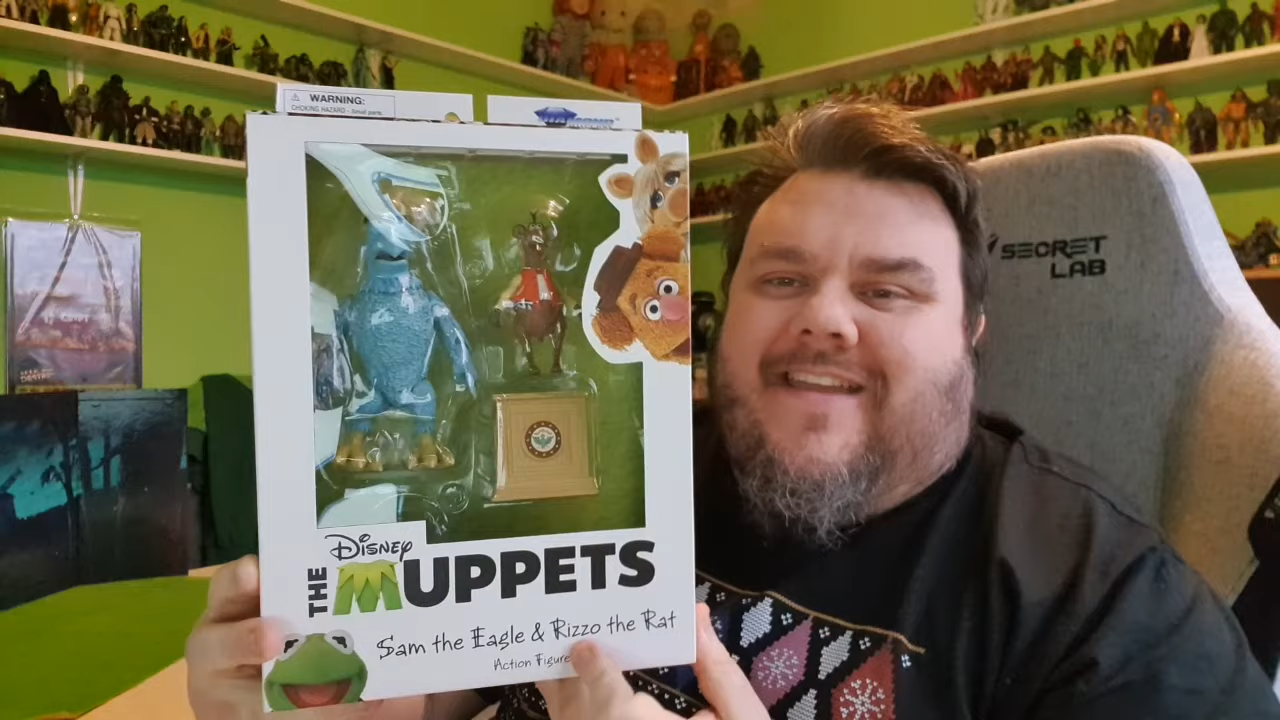 WARNING:
CHOKING HAZARD - Small parts
SECRET
LAB
DISNEY
THE MUPPETS
Sam the Eagle & Rizzo the Rat
Action Figure